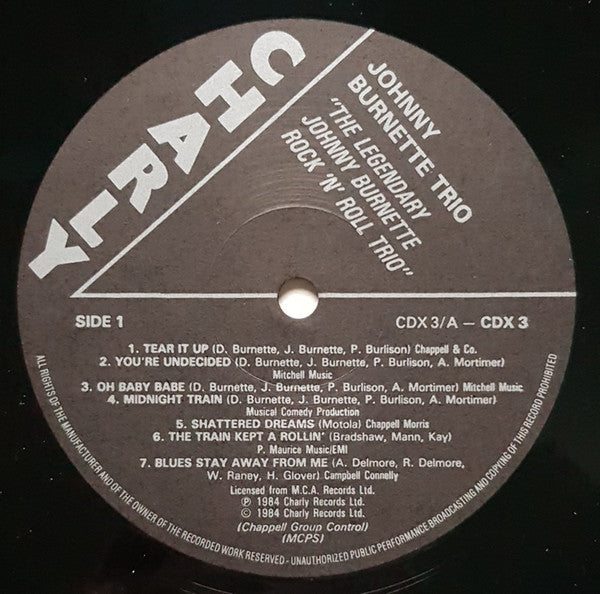 CHARLY
JOHNNY
BURNETTE TRIO
'THE LEGENDARY
JOHNNY BURNETTE
ROCK 'N' ROLL TRIO"
SIDE 1
CDX 3/A – CDX 3
1. TEAR IT UP (D. Burnette, J. Burnette, P. Burlison) Chappell & Co.
2. YOU'RE UNDECIDED (D. Burnette, J. Burnette, P. Burlison, A. Mortimer)
Mitchell Music
3. OH BABY BABE (D. Burnette, J. Burnette, P. Burlison, A. Mortimer) Mitchell Music
4. MIDNIGHT TRAIN (D. Burnette, J. Burnette, P. Burlison, A. Mortimer)
Musical Comedy Production
5. SHATTERED DREAMS (Motola) Chappell Morris
6. THE TRAIN KEPT A ROLLIN' (Bradshaw, Mann, Kay)
P. Maurice Music/EMI
7. BLUES STAY AWAY FROM ME (A. Delmore, R. Delmore,
W. Raney, H. Glover) Campbell Connelly
Licensed from M.C.A. Records Ltd.
℗ 1984 Charly Records Ltd.
© 1984 Charly Records Ltd.
(Chappell Group Control)
(MCPS)
ALL RIGHTS OF THE MANUFACTURER AND OF THE OWNER OF THE RECORDED WORK RESERVED - UNAUTHORIZED PUBLIC PERFORMANCE BROADCASTING AND COPYING OF THIS RECORD PROHIBITED